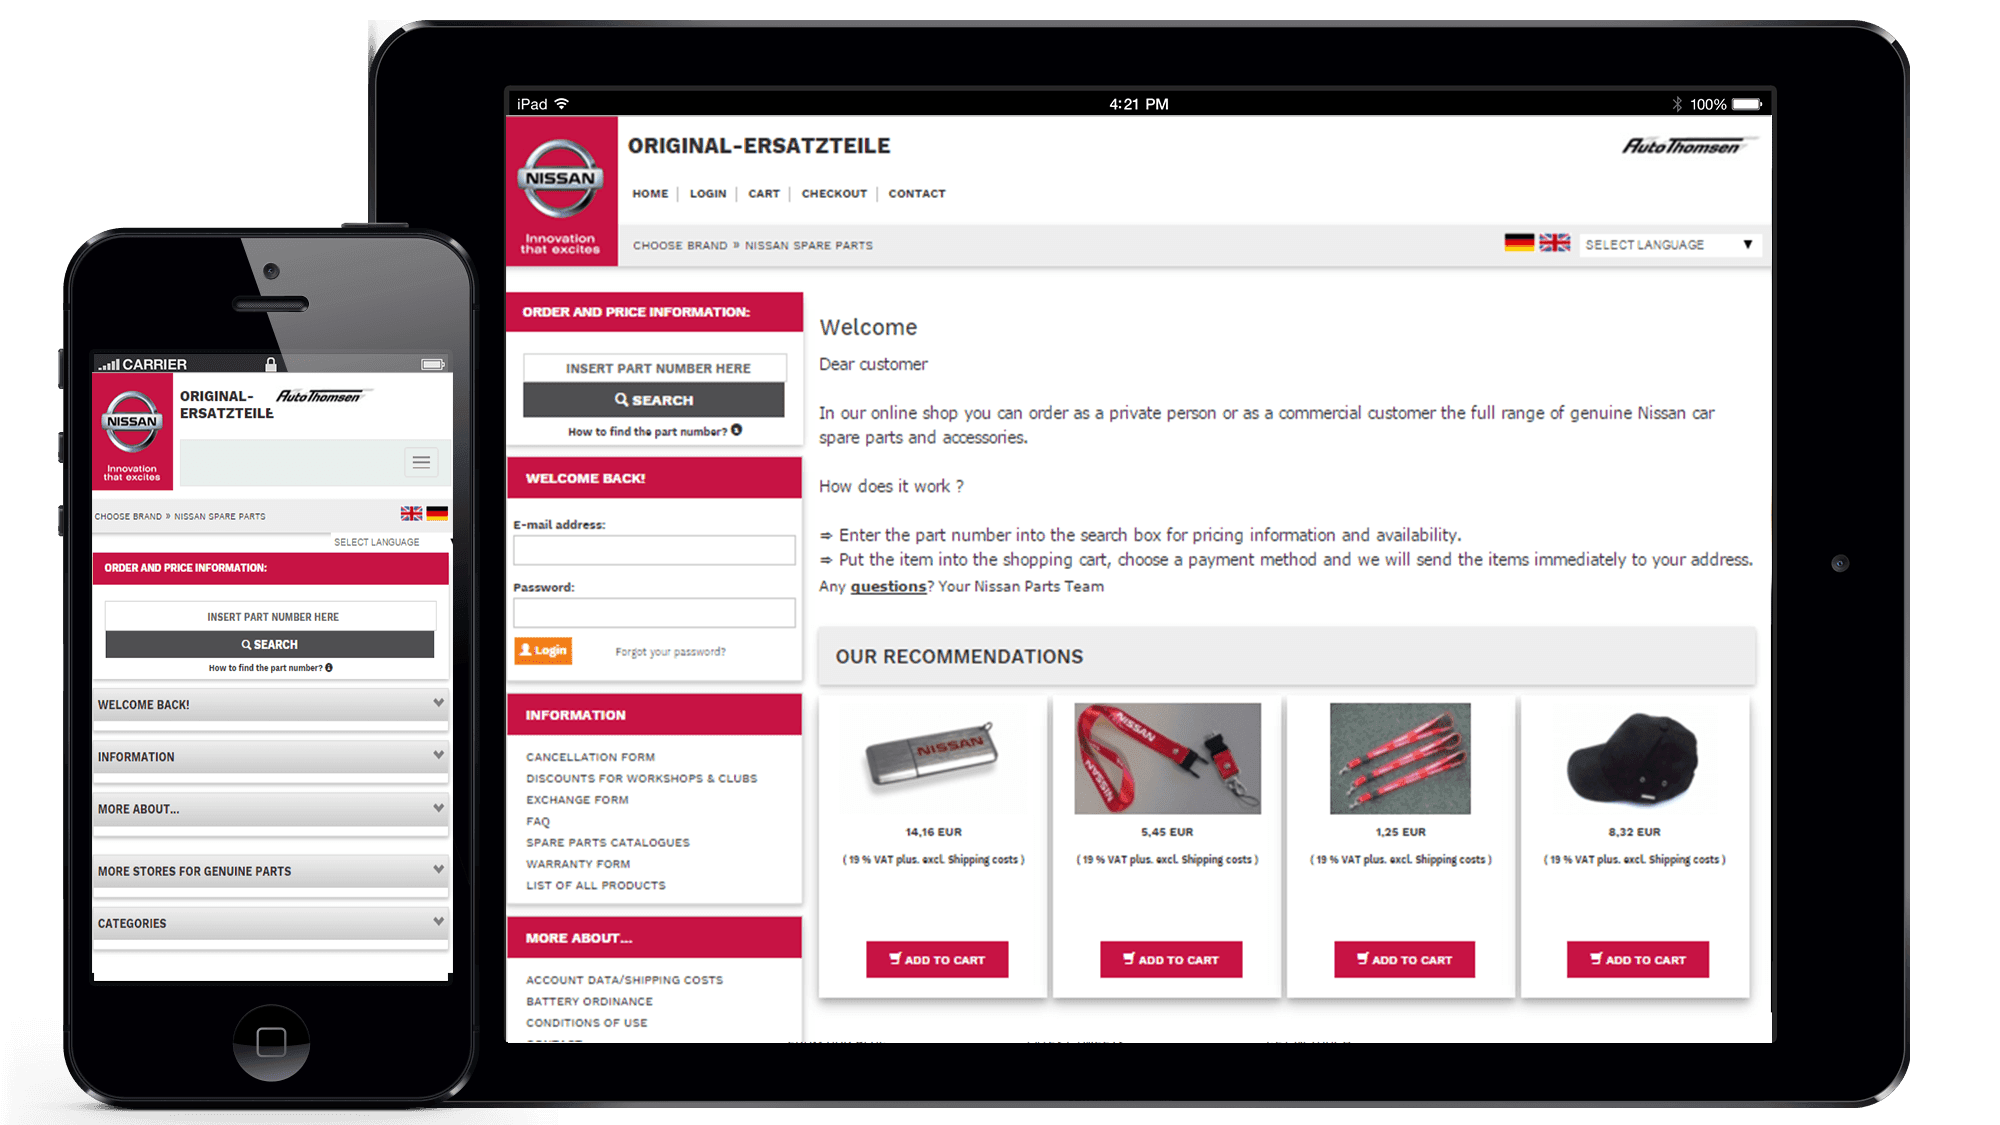 CARRIER
NISSAN
Innovation
that excites
ORIGINAL-
ERSATZTEILE
AutoThomsen
CHOOSE BRAND » NISSAN SPARE PARTS
SELECT LANGUAGE
ORDER AND PRICE INFORMATION:
INSERT PART NUMBER HERE
SEARCH
How to find the part number?
WELCOME BACK!
INFORMATION
MORE ABOUT...
MORE STORES FOR GENUINE PARTS
CATEGORIES
iPad 4:21 PM 100%
NISSAN
Innovation
that excites
ORIGINAL-ERSATZTEILE
AutoThomsen
HOME | LOGIN | CART | CHECKOUT | CONTACT
CHOOSE BRAND » NISSAN SPARE PARTS
SELECT LANGUAGE ▼
ORDER AND PRICE INFORMATION:
INSERT PART NUMBER HERE
SEARCH
How to find the part number?
WELCOME BACK!
E-mail address:
Password:
Login Forgot your password?
INFORMATION
CANCELLATION FORM
DISCOUNTS FOR WORKSHOPS & CLUBS
EXCHANGE FORM
FAQ
SPARE PARTS CATALOGUES
WARRANTY FORM
LIST OF ALL PRODUCTS
MORE ABOUT...
ACCOUNT DATA/SHIPPING COSTS
BATTERY ORDINANCE
CONDITIONS OF USE
Welcome
Dear customer
In our online shop you can order as a private person or as a commercial customer the full range of genuine Nissan car
spare parts and accessories.
How does it work ?
⇒ Enter the part number into the search box for pricing information and availability.
⇒ Put the item into the shopping cart, choose a payment method and we will send the items immediately to your address.
Any questions? Your Nissan Parts Team
OUR RECOMMENDATIONS
NISSAN
14,16 EUR
( 19 % VAT plus. excl. Shipping costs )
ADD TO CART
NISSAN
NISSAN
5,45 EUR
( 19 % VAT plus. excl. Shipping costs )
ADD TO CART
1,25 EUR
( 19 % VAT plus. excl. Shipping costs )
ADD TO CART
8,32 EUR
( 19 % VAT plus. excl. Shipping costs )
ADD TO CART